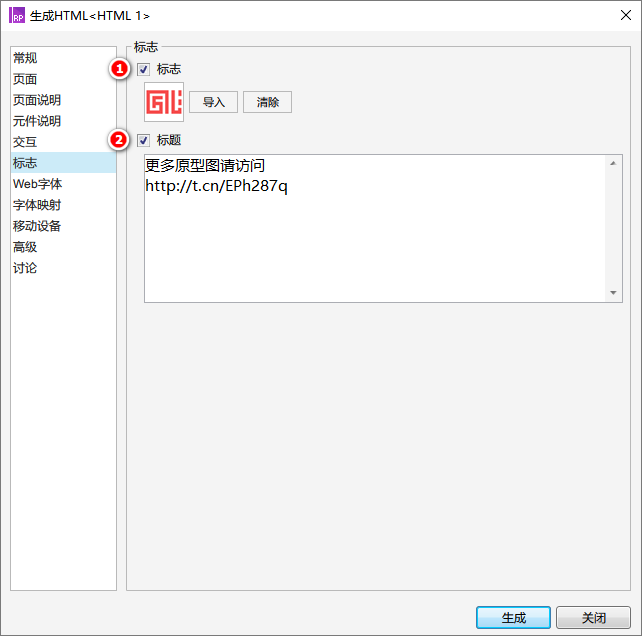 RP 生成HTML<HTML 1>
常规
页面
页面说明
元件说明
交互
标志
Web字体
字体映射
移动设备
高级
讨论
标志
1 标志
导入 清除
2 标题
更多原型图请访问
http://t.cn/EPh287q
生成 关闭